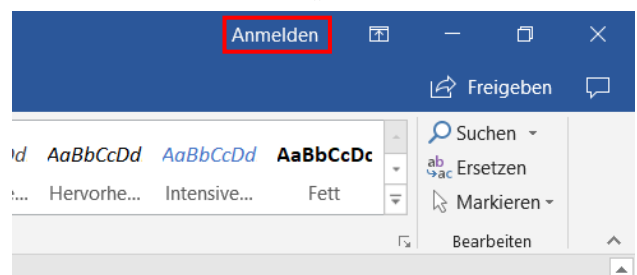 Anmelden
Freigeben
AaBbCcDd AaBbCcDd AaBbCcDc
Hervorhe... Intensive... Fett
Suchen
Ersetzen
Markieren
Bearbeiten